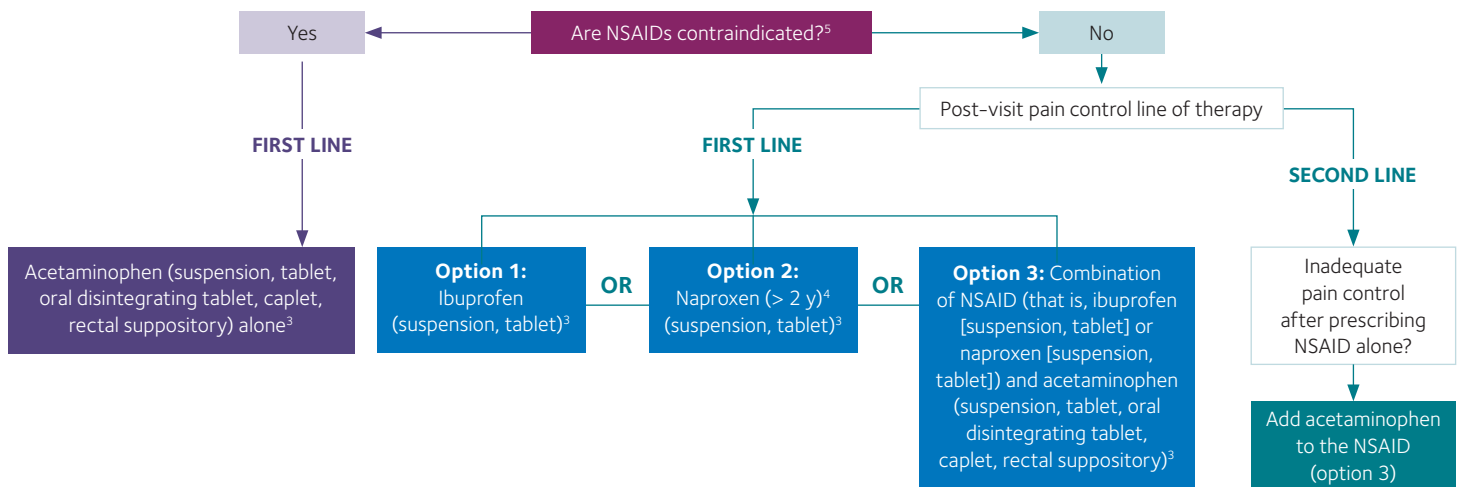 Yes
Are NSAIDs contraindicated?⁵
No
Post-visit pain control line of therapy
FIRST LINE
FIRST LINE
SECOND LINE
Acetaminophen (suspension, tablet,
oral disintegrating tablet, caplet,
rectal suppository) alone³
Option 1:
Ibuprofen
(suspension, tablet)³
OR
Option 2:
Naproxen (> 2 y)⁴
(suspension, tablet)³
OR
Option 3: Combination
of NSAID (that is, ibuprofen
[suspension, tablet] or
naproxen [suspension,
tablet]) and acetaminophen
(suspension, tablet, oral
disintegrating tablet,
caplet, rectal suppository)³
Inadequate
pain control
after prescribing
NSAID alone?
Add acetaminophen
to the NSAID
(option 3)